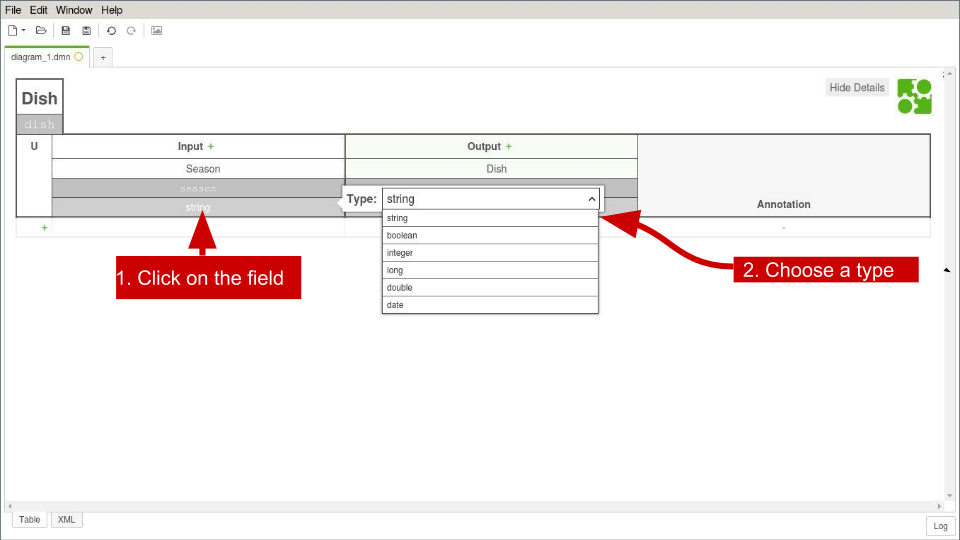 File Edit Window Help
diagram_1.dmn +
Hide Details
Dish
dish
U Input + Output +
Season Dish
season
string
Type: string
Annotation
string
boolean
integer
long
double
date
+ -
1. Click on the field
2. Choose a type
Table XML
Log